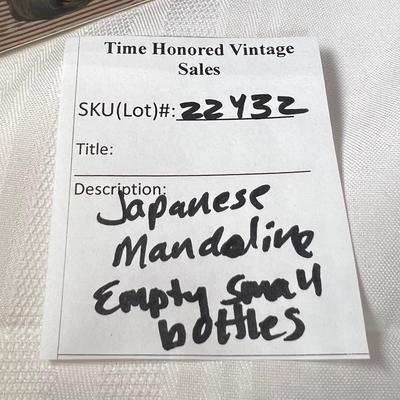 Time Honored Vintage
Sales
SKU(Lot)#: 22432
Title:
Description:
Japanese
Mandoline
Empty Small
bottles